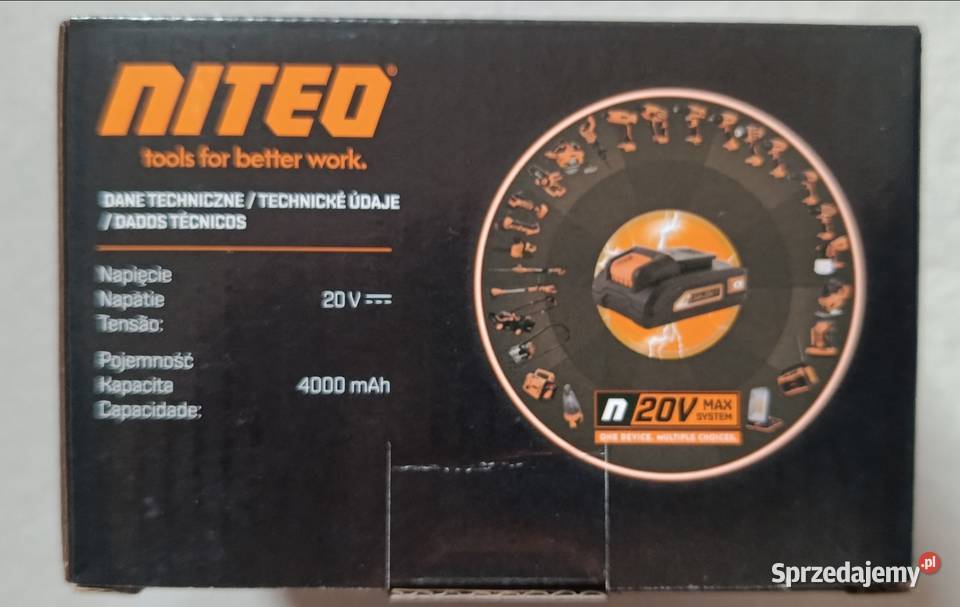 NITEO
tools for better work.
DANE TECHNICZNE / TECHNICKÉ ÚDAJE
/ DADOS TÉCNICOS
Napięcie
Napätie
Tensão:
20 V
Pojemność
Kapacita
Capacidade:
4000 mAh
n 20V MAX SYSTEM
ONE DEVICE. MULTIPLE CHOICES.
Sprzedajemy.pl